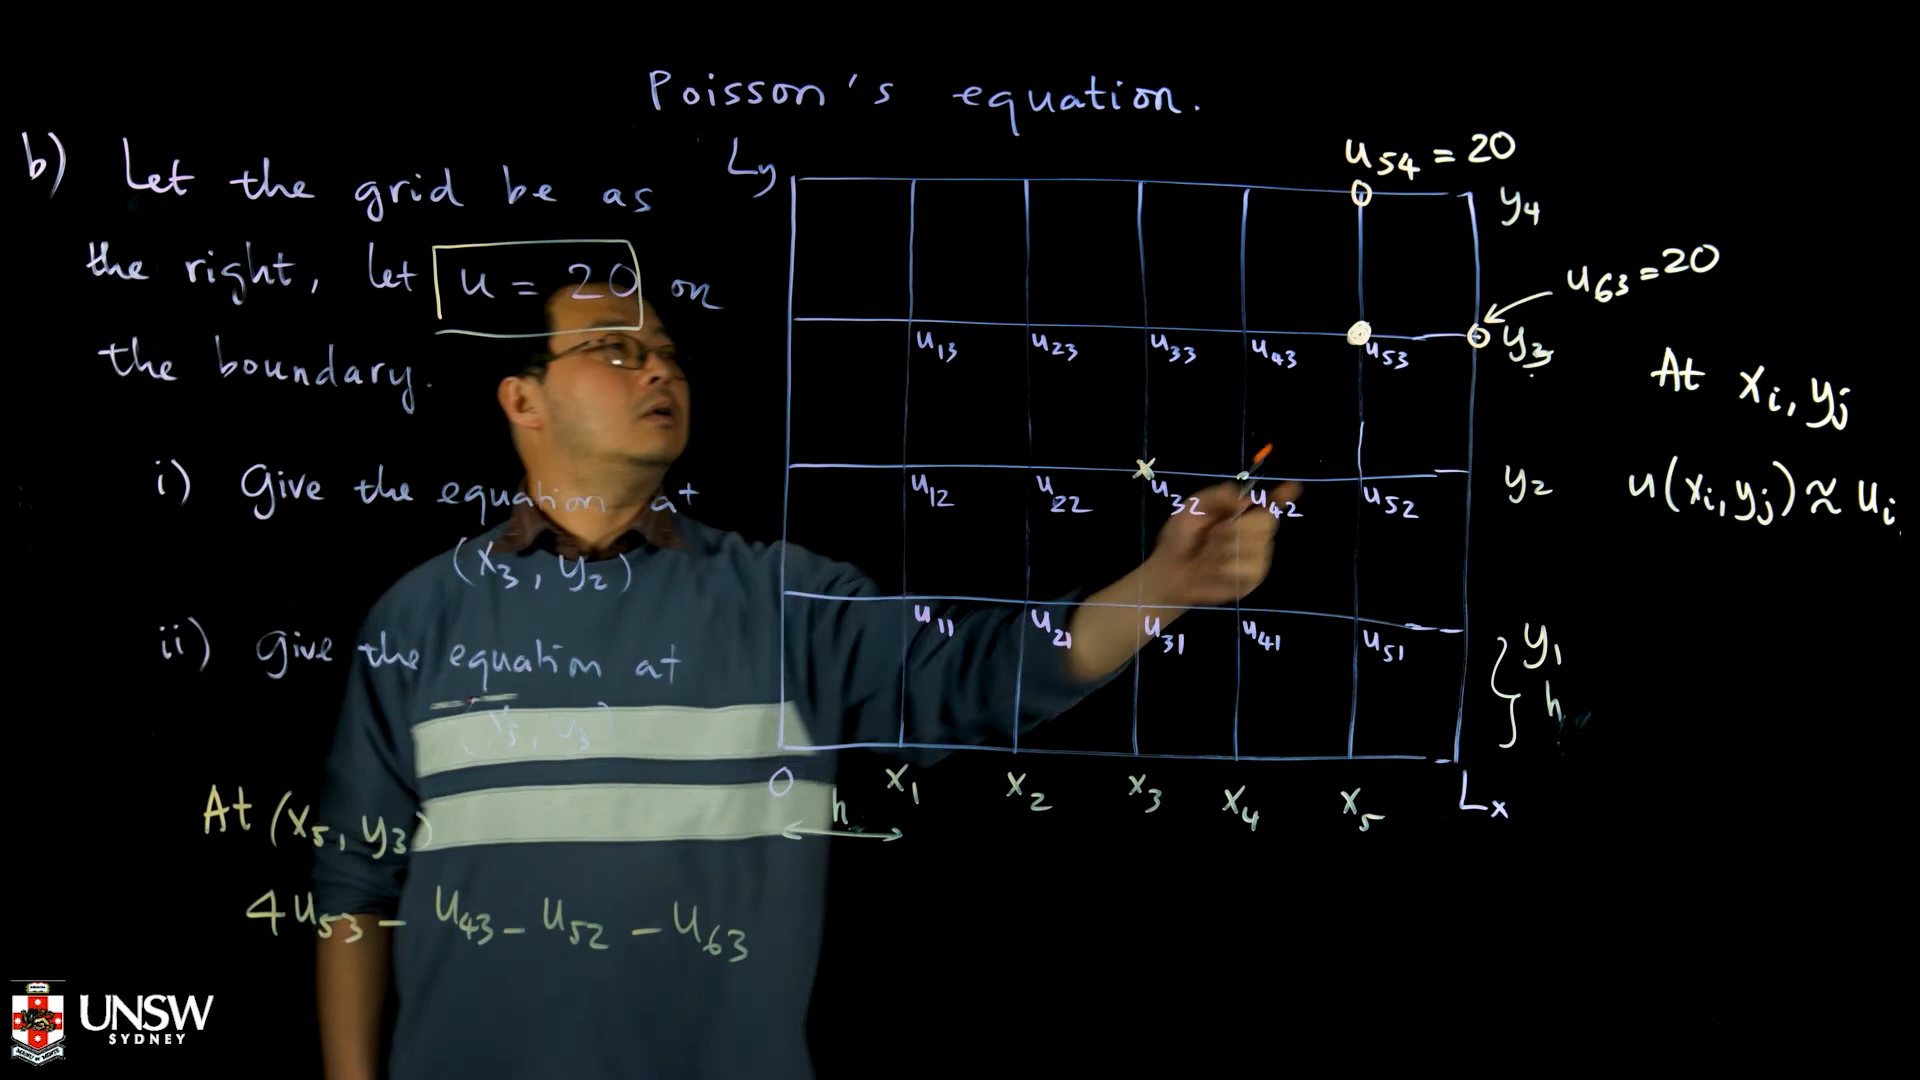 Poisson's equation.
b) Let the grid be as
the right, let u = 20 on
the boundary.
i) Give the equation at
(x3, y2)
ii) Give the equation at
(x5, y3)
At (x5, y3)
4u53 - u43 - u52 - u63
Ly
u54 = 20
y4
u63 = 20
y3
u13 u23 u33 u43 u53
At xi, yj
u12 u22 u32 u42 u52
y2
u(xi, yj) ≈ ui
u11 u21 u31 u41 u51
y1
h
0 x1 x2 x3 x4 x5 Lx
h
UNSW
SYDNEY